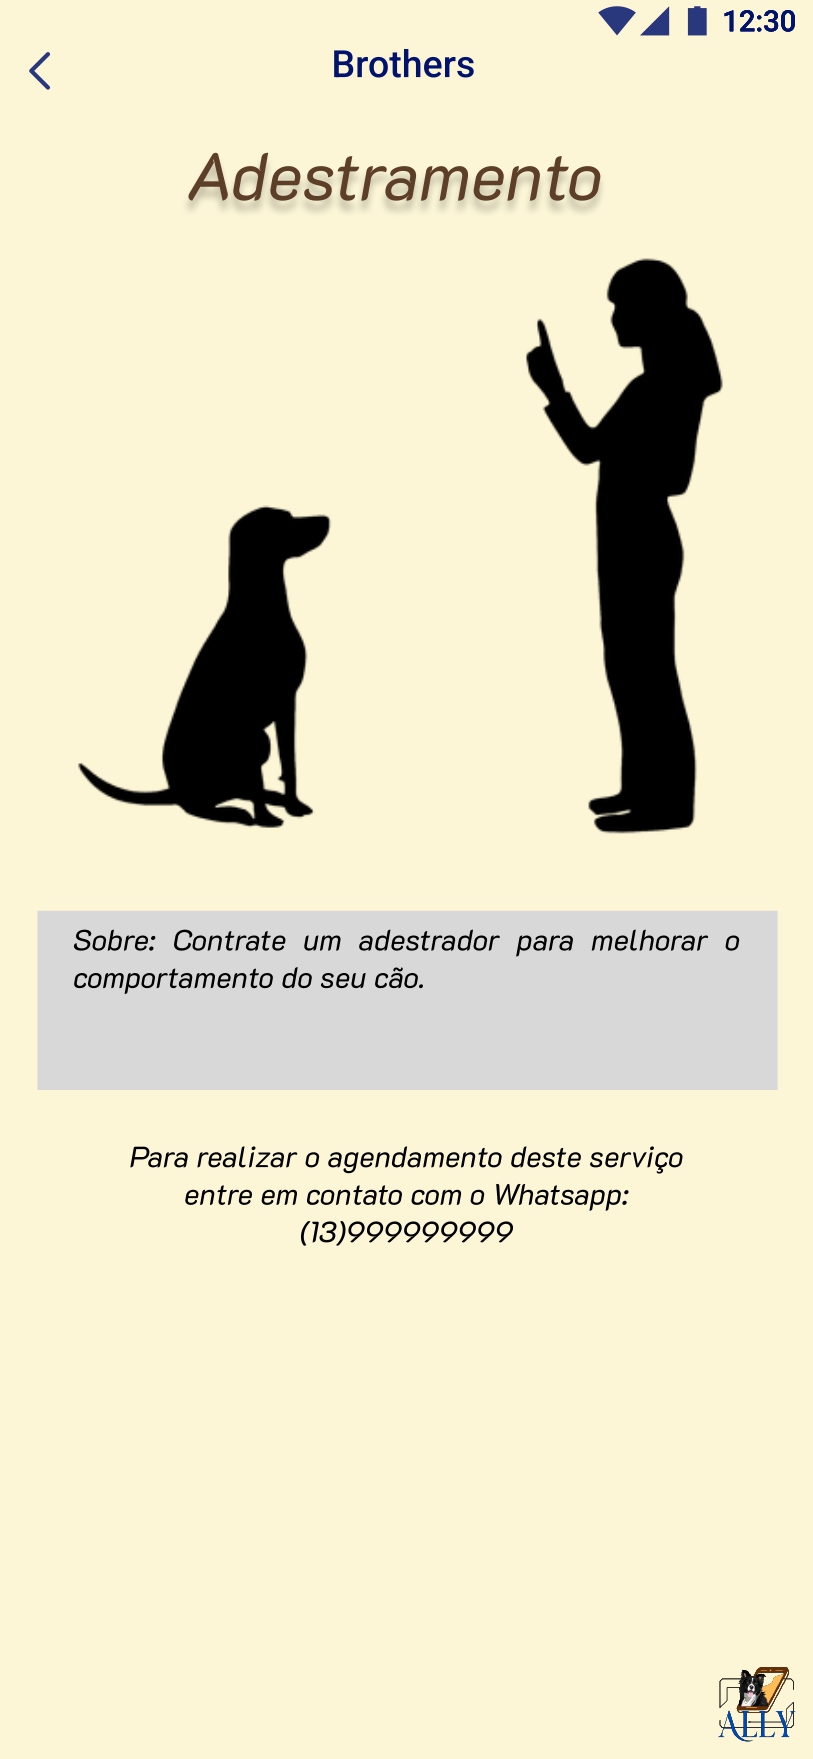 12:30
Brothers
Adestramento
Sobre: Contrate um adestrador para melhorar o
comportamento do seu cão.
Para realizar o agendamento deste serviço
entre em contato com o Whatsapp:
(13)999999999
ALLY